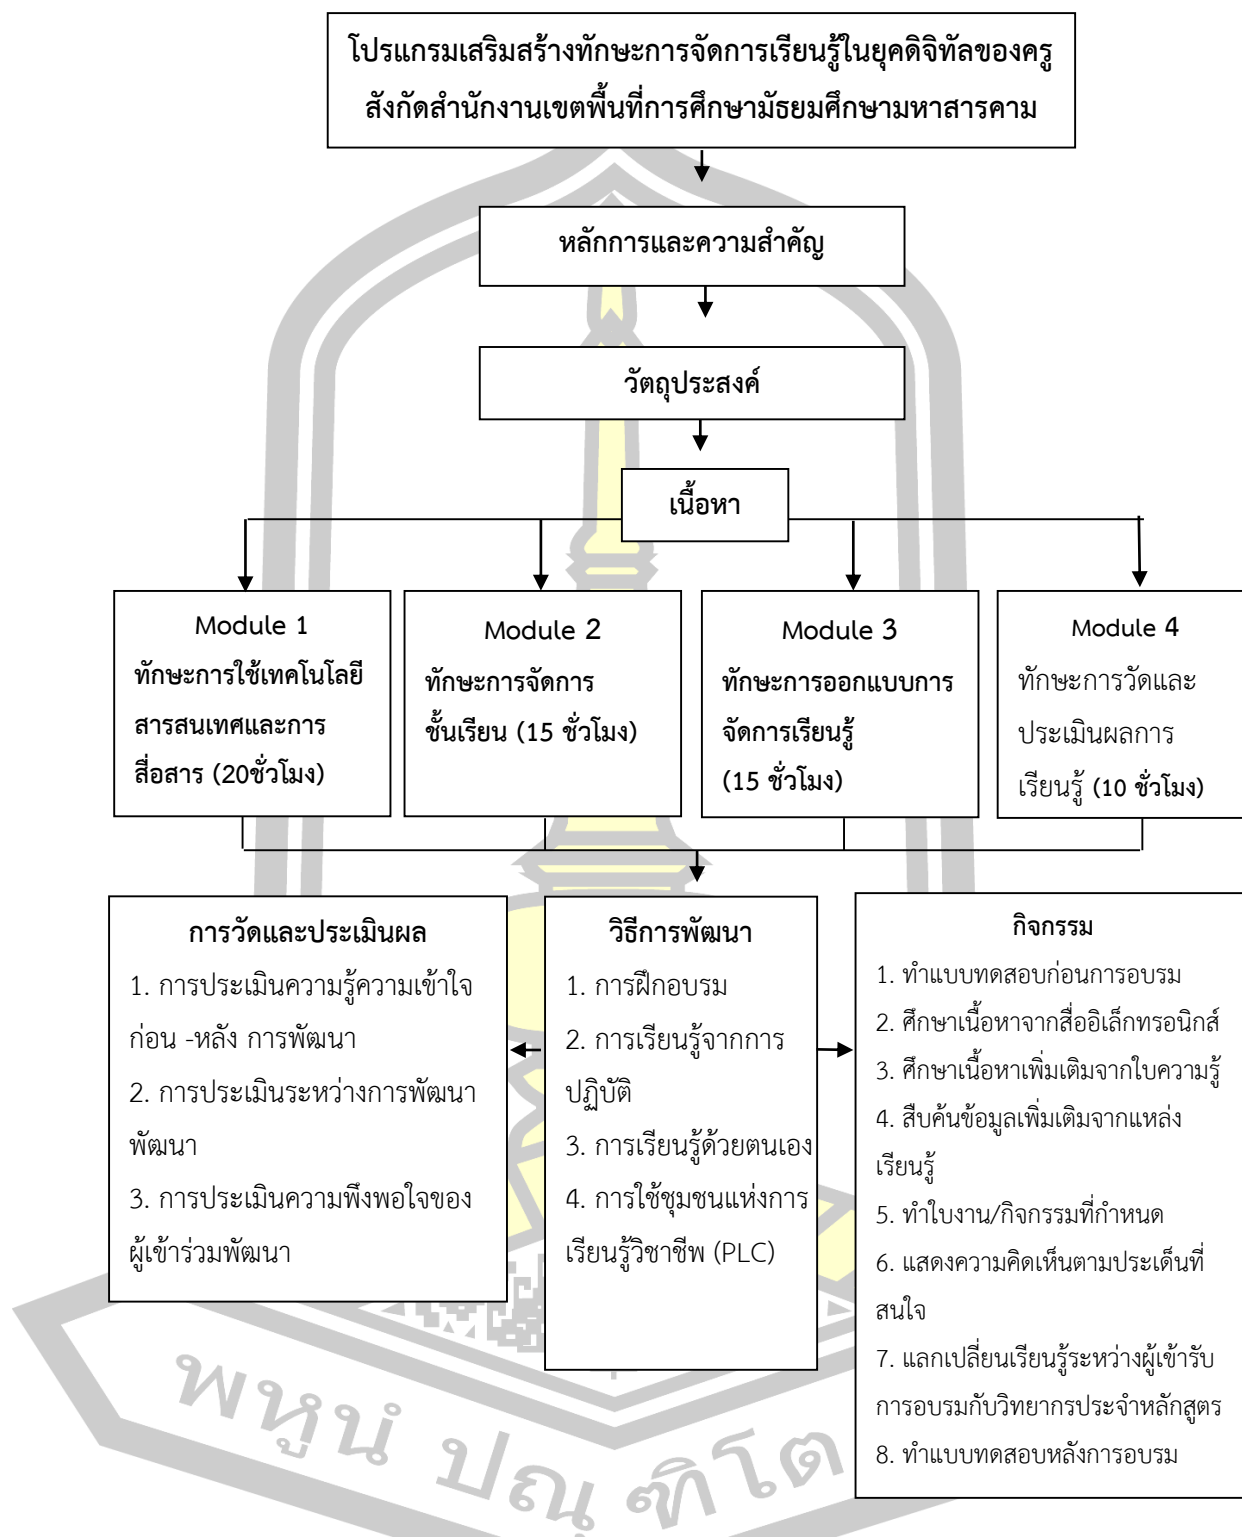 โปรแกรมเสริมสร้างทักษะการจัดการเรียนรู้ในยุคดิจิทัลของครู
สังกัดสำนักงานเขตพื้นที่การศึกษามัธยมศึกษามหาสารคาม
หลักการและความสำคัญ
วัตถุประสงค์
เนื้อหา
Module 1
ทักษะการใช้เทคโนโลยี
สารสนเทศและการ
สื่อสาร (20ชั่วโมง)
Module 2
ทักษะการจัดการ
ชั้นเรียน (15 ชั่วโมง)
Module 3
ทักษะการออกแบบการ
จัดการเรียนรู้
(15 ชั่วโมง)
Module 4
ทักษะการวัดและ
ประเมินผลการ
เรียนรู้ (10 ชั่วโมง)
การวัดและประเมินผล
1. การประเมินความรู้ความเข้าใจ
ก่อน -หลัง การพัฒนา
2. การประเมินระหว่างการพัฒนา
พัฒนา
3. การประเมินความพึงพอใจของ
ผู้เข้าร่วมพัฒนา
วิธีการพัฒนา
1. การฝึกอบรม
2. การเรียนรู้จากการ
ปฏิบัติ
3. การเรียนรู้ด้วยตนเอง
4. การใช้ชุมชนแห่งการ
เรียนรู้วิชาชีพ (PLC)
กิจกรรม
1. ทำแบบทดสอบก่อนการอบรม
2. ศึกษาเนื้อหาจากสื่ออิเล็กทรอนิกส์
3. ศึกษาเนื้อหาเพิ่มเติมจากใบความรู้
4. สืบค้นข้อมูลเพิ่มเติมจากแหล่ง
เรียนรู้
5. ทำใบงาน/กิจกรรมที่กำหนด
6. แสดงความคิดเห็นตามประเด็นที่
สนใจ
7. แลกเปลี่ยนเรียนรู้ระหว่างผู้เข้ารับ
การอบรมกับวิทยากรประจำหลักสูตร
8. ทำแบบทดสอบหลังการอบรม
พหูนํ ปณฺฑิโต